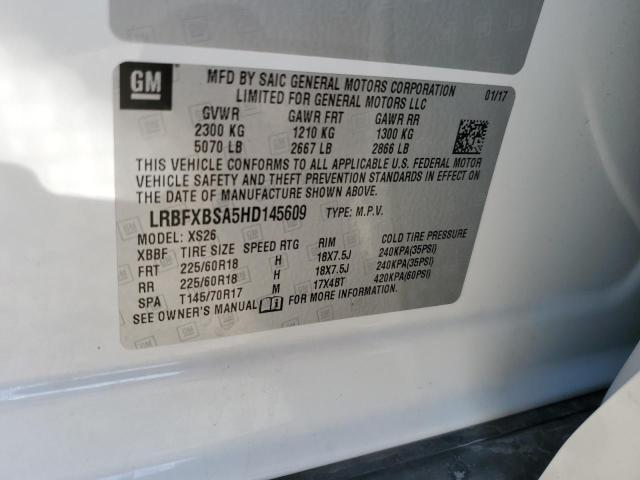 GM
MFD BY SAIC GENERAL MOTORS CORPORATION
LIMITED FOR GENERAL MOTORS LLC
01/17
GVWR GAWR FRT GAWR RR
2300 KG 1210 KG 1300 KG
5070 LB 2667 LB 2866 LB
THIS VEHICLE CONFORMS TO ALL APPLICABLE U.S. FEDERAL MOTOR
VEHICLE SAFETY AND THEFT PREVENTION STANDARDS IN EFFECT ON
THE DATE OF MANUFACTURE SHOWN ABOVE.
LRBFXBSA5HD145609 TYPE: M.P.V.
MODEL: XS26
XBBF TIRE SIZE SPEED RTG RIM COLD TIRE PRESSURE
FRT 225/60R18 H 18X7.5J 240KPA(35PSI)
RR 225/60R18 H 18X7.5J 240KPA(35PSI)
SPA T145/70R17 M 17X4BT 420KPA(60PSI)
SEE OWNER'S MANUAL